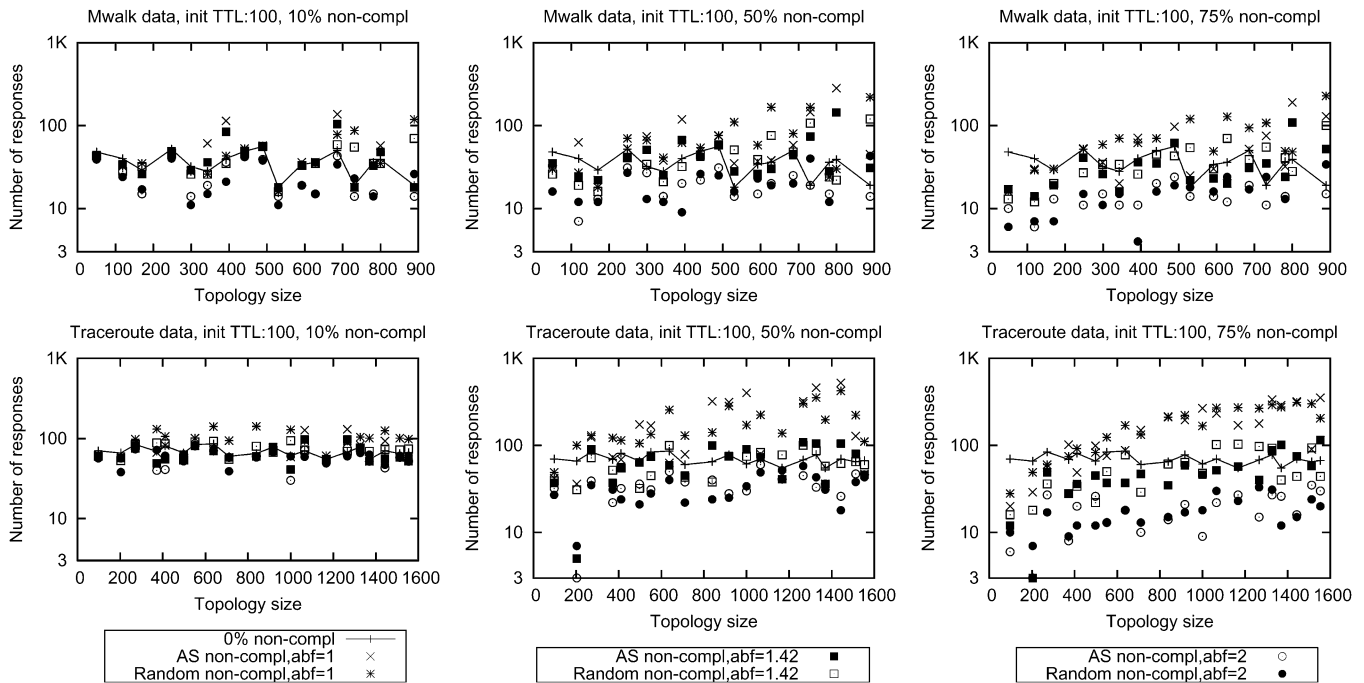 Mwalk data, init TTL:100, 10% non-compl
1K
100
10
3
0 100 200 300 400 500 600 700 800 900
Number of responses
Topology size
Mwalk data, init TTL:100, 50% non-compl
1K
100
10
3
0 100 200 300 400 500 600 700 800 900
Number of responses
Topology size
Mwalk data, init TTL:100, 75% non-compl
1K
100
10
3
0 100 200 300 400 500 600 700 800 900
Number of responses
Topology size
Traceroute data, init TTL:100, 10% non-compl
1K
100
10
3
0 200 400 600 800 1000 1200 1400 1600
Number of responses
Topology size
Traceroute data, init TTL:100, 50% non-compl
1K
100
10
3
0 200 400 600 800 1000 1200 1400 1600
Number of responses
Topology size
Traceroute data, init TTL:100, 75% non-compl
1K
100
10
3
0 200 400 600 800 1000 1200 1400 1600
Number of responses
Topology size
0% non-compl
AS non-compl,abf=1
Random non-compl,abf=1
AS non-compl,abf=1.42
Random non-compl,abf=1.42
AS non-compl,abf=2
Random non-compl,abf=2